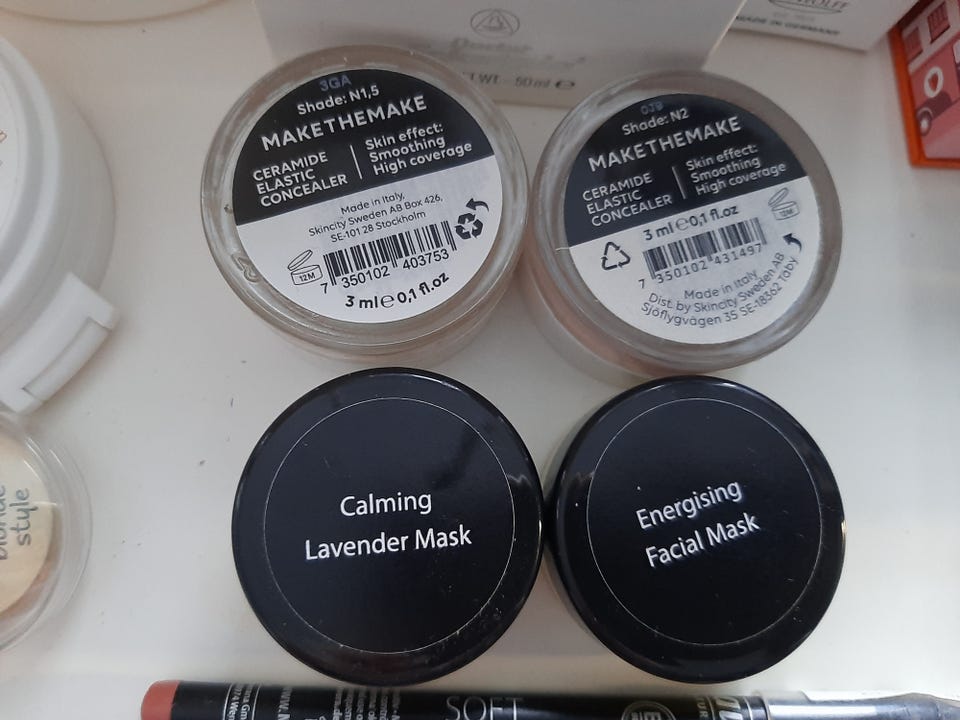 MADE IN GERMANY
50 ml e
3GA
Shade: N1,5
MAKETHEMAKE
CERAMIDE
ELASTIC
CONCEALER
Skin effect:
Smoothing
High coverage
Made in Italy,
Skincity Sweden AB Box 426,
SE-101 28 Stockholm
12M
7 350102 403753
3 ml e 0,1 fl.oz
0J9
Shade: N2
MAKETHEMAKE
CERAMIDE
ELASTIC
CONCEALER
Skin effect:
Smoothing
High coverage
3 ml e 0,1 fl.oz
12M
7 350102 431497
Made in Italy
Dist. by Skincity Sweden AB
Sjöflygvägen 35 SE-18362 Täby
Calming
Lavender Mask
Energising
Facial Mask
blonde
style
SOFT